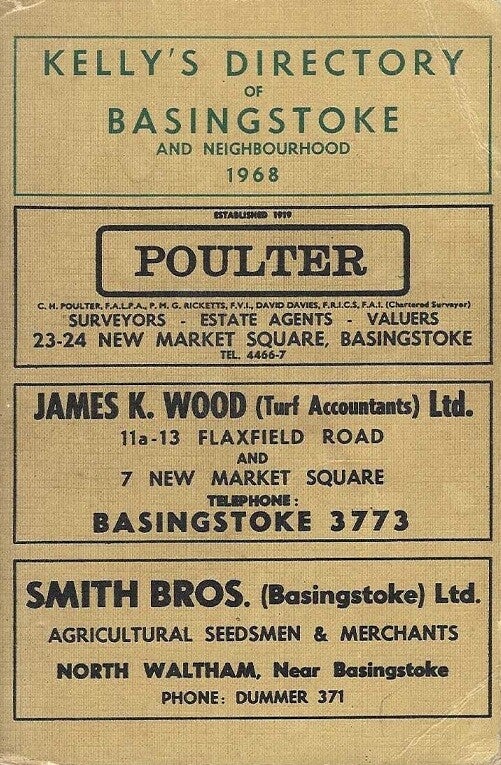 KELLY'S DIRECTORY
OF
BASINGSTOKE
AND NEIGHBOURHOOD
1968
ESTABLISHED 1919
POULTER
C. H. POULTER, F.A.L.P.A., P. M. G. RICKETTS, F.V.I., DAVID DAVIES, F.R.I.C.S, F.A.I. (Chartered Surveyor)
SURVEYORS - ESTATE AGENTS - VALUERS
23-24 NEW MARKET SQUARE, BASINGSTOKE
TEL. 4466-7
JAMES K. WOOD (Turf Accountants) Ltd.
11a-13 FLAXFIELD ROAD
AND
7 NEW MARKET SQUARE
TELEPHONE:
BASINGSTOKE 3773
SMITH BROS. (Basingstoke) Ltd.
AGRICULTURAL SEEDSMEN & MERCHANTS
NORTH WALTHAM, Near Basingstoke
PHONE: DUMMER 371